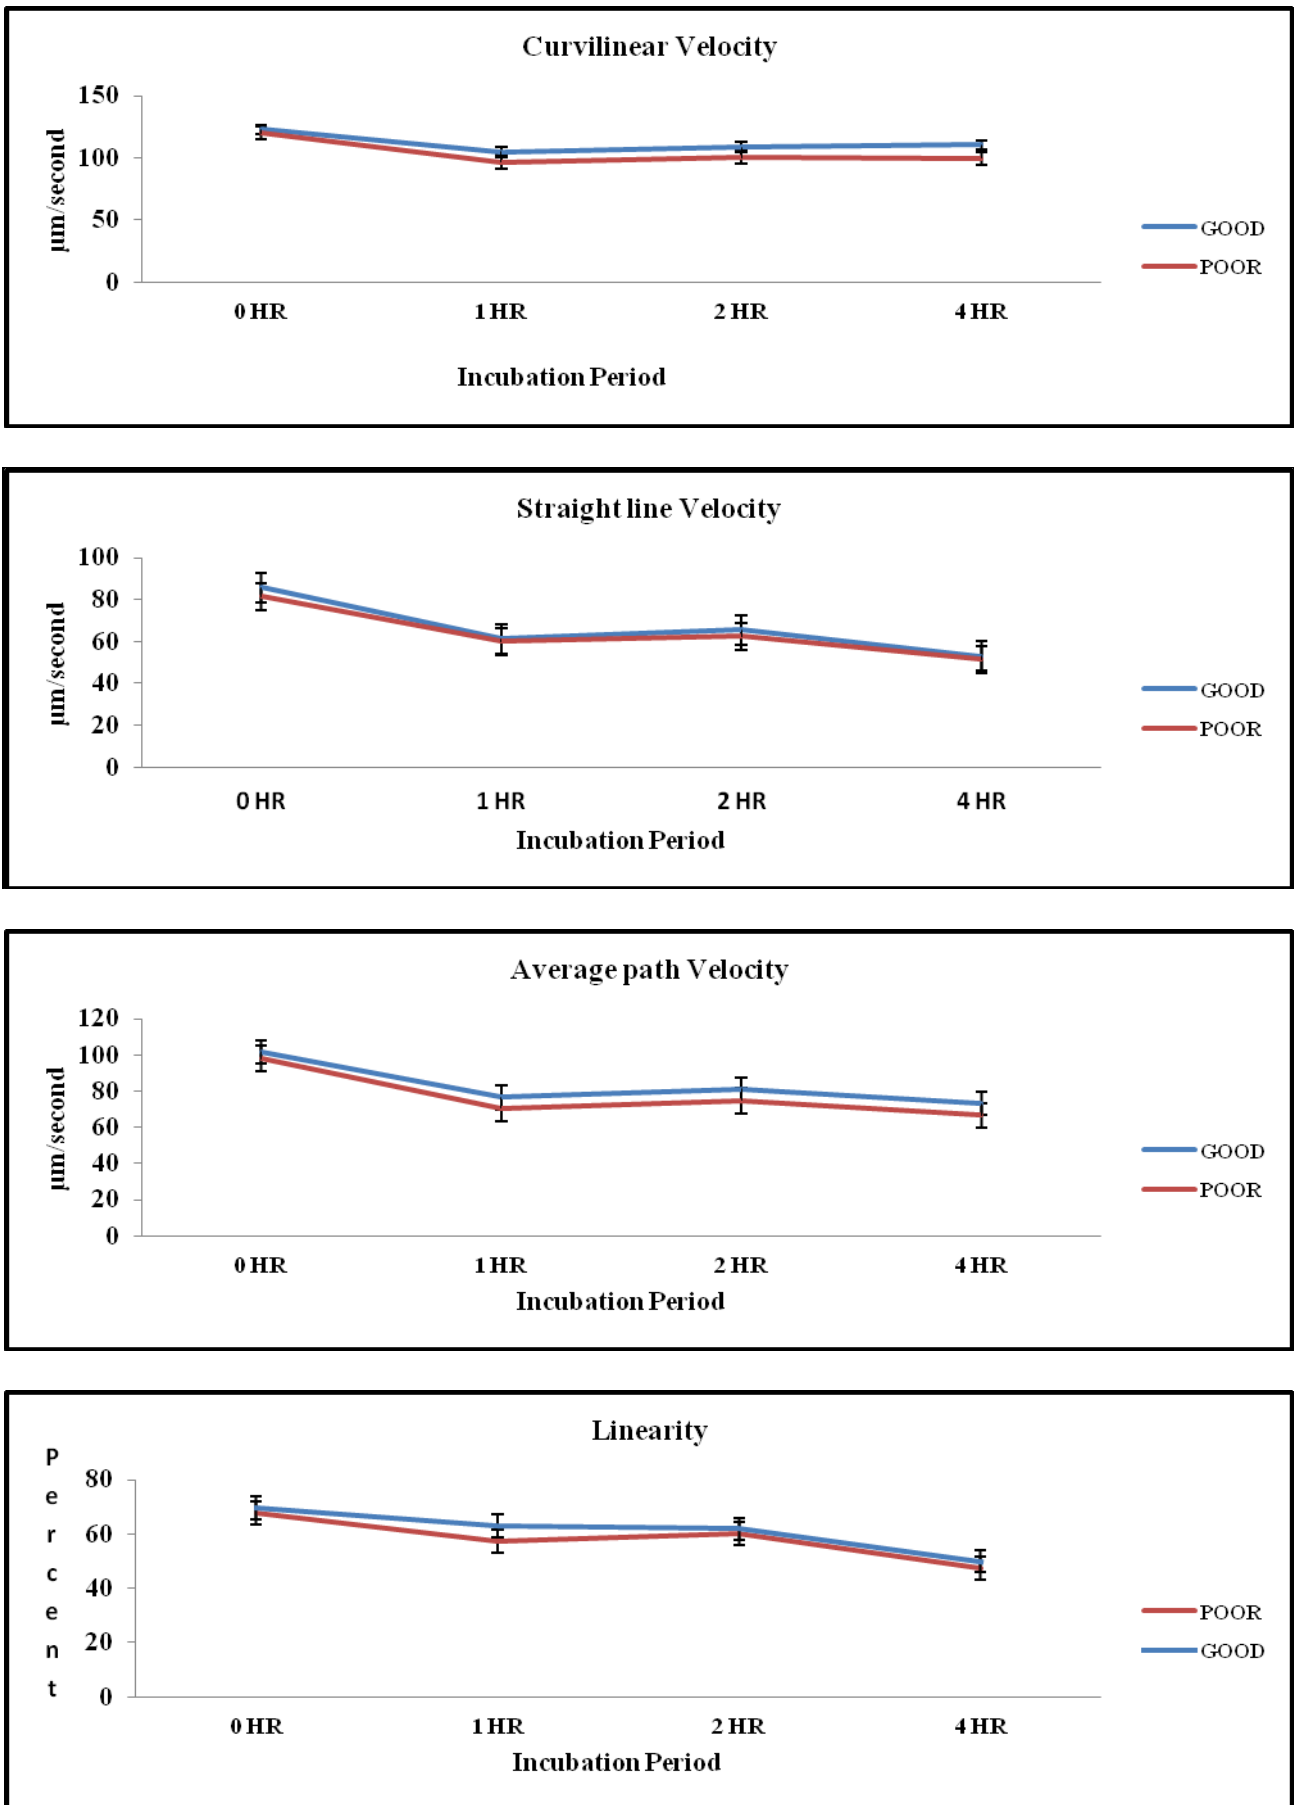 Curvilinear Velocity
150
100
50
0
µm/second
0 HR 1 HR 2 HR 4 HR
Incubation Period
GOOD
POOR
Straight line Velocity
100
80
60
40
20
0
µm/second
0 HR 1 HR 2 HR 4 HR
Incubation Period
GOOD
POOR
Average path Velocity
120
100
80
60
40
20
0
µm/second
0 HR 1 HR 2 HR 4 HR
Incubation Period
GOOD
POOR
Linearity
Percent
80
60
40
20
0
0 HR 1 HR 2 HR 4 HR
Incubation Period
POOR
GOOD